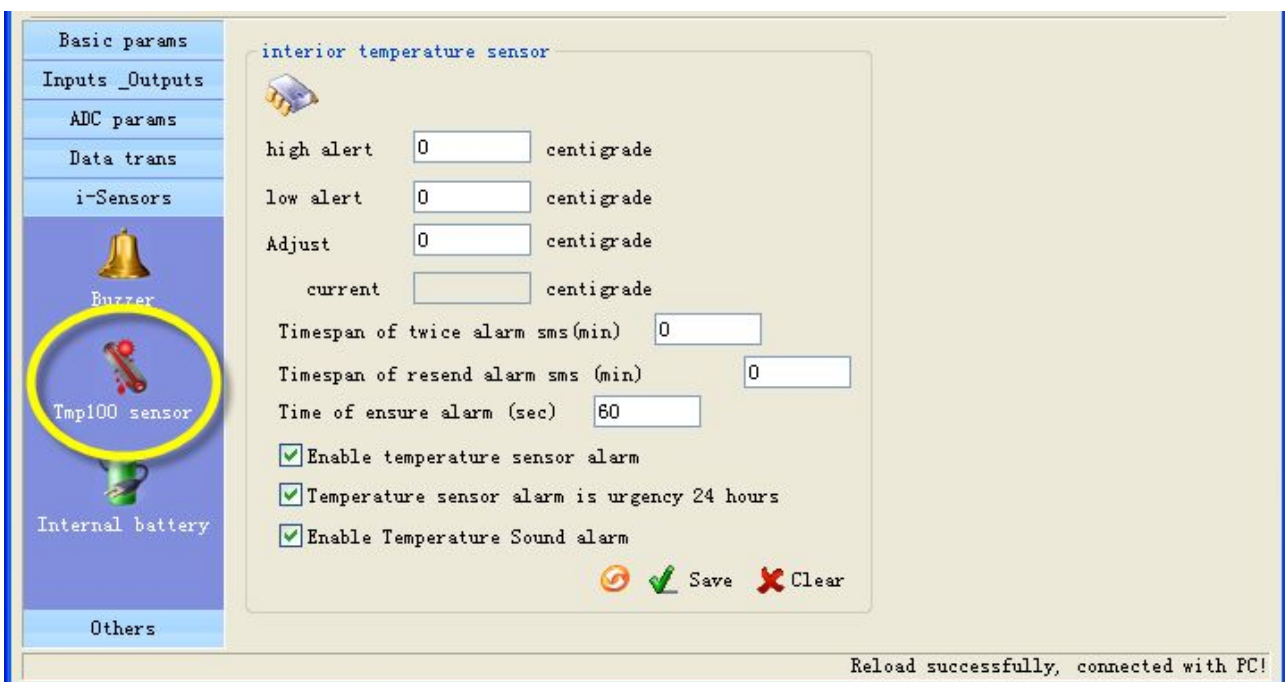 Basic params
Inputs _Outputs
ADC params
Data trans
i-Sensors
Buzzer
Tmp100 sensor
Internal battery
Others
interior temperature sensor
high alert 0 centigrade
low alert 0 centigrade
Adjust 0 centigrade
current centigrade
Timespan of twice alarm sms(min) 0
Timespan of resend alarm sms (min) 0
Time of ensure alarm (sec) 60
Enable temperature sensor alarm
Temperature sensor alarm is urgency 24 hours
Enable Temperature Sound alarm
Save Clear
Reload successfully, connected with PC!